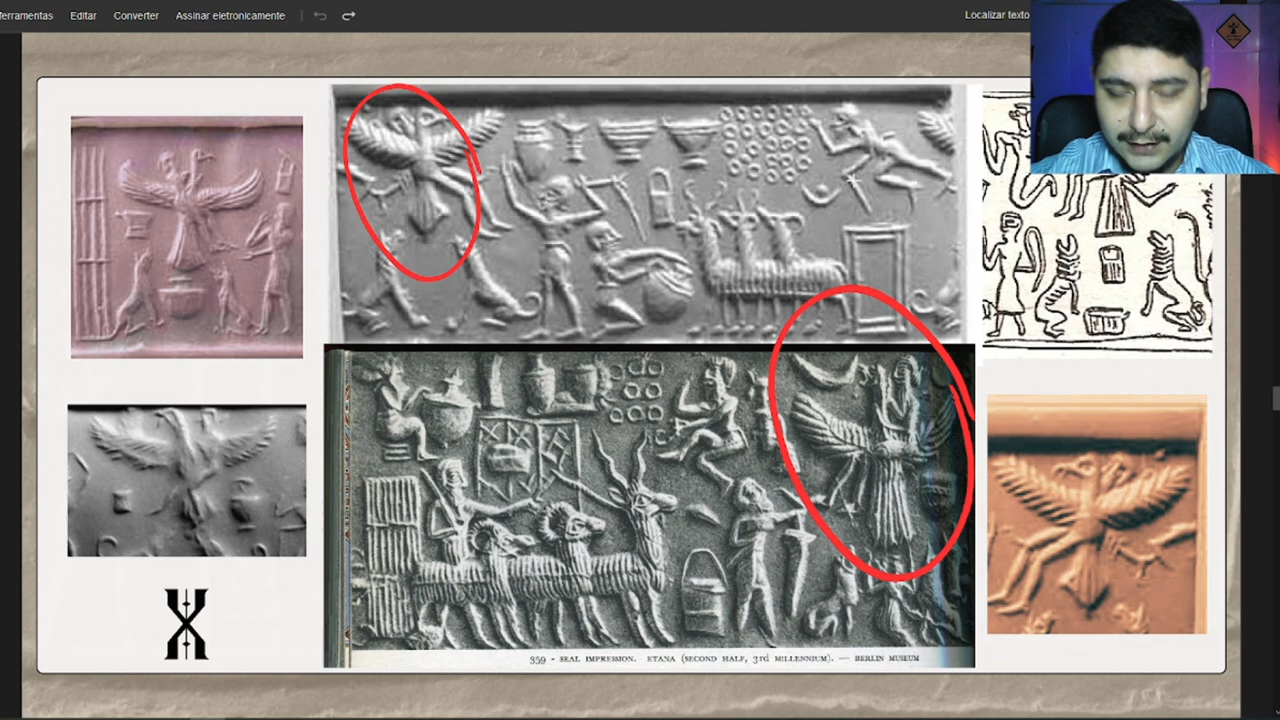 ferramentas Editar Converter Assinar eletronicamente Localizar texto
359 - SEAL IMPRESSION. ETANA (SECOND HALF, 3rd MILLENNIUM). — BERLIN MUSEUM